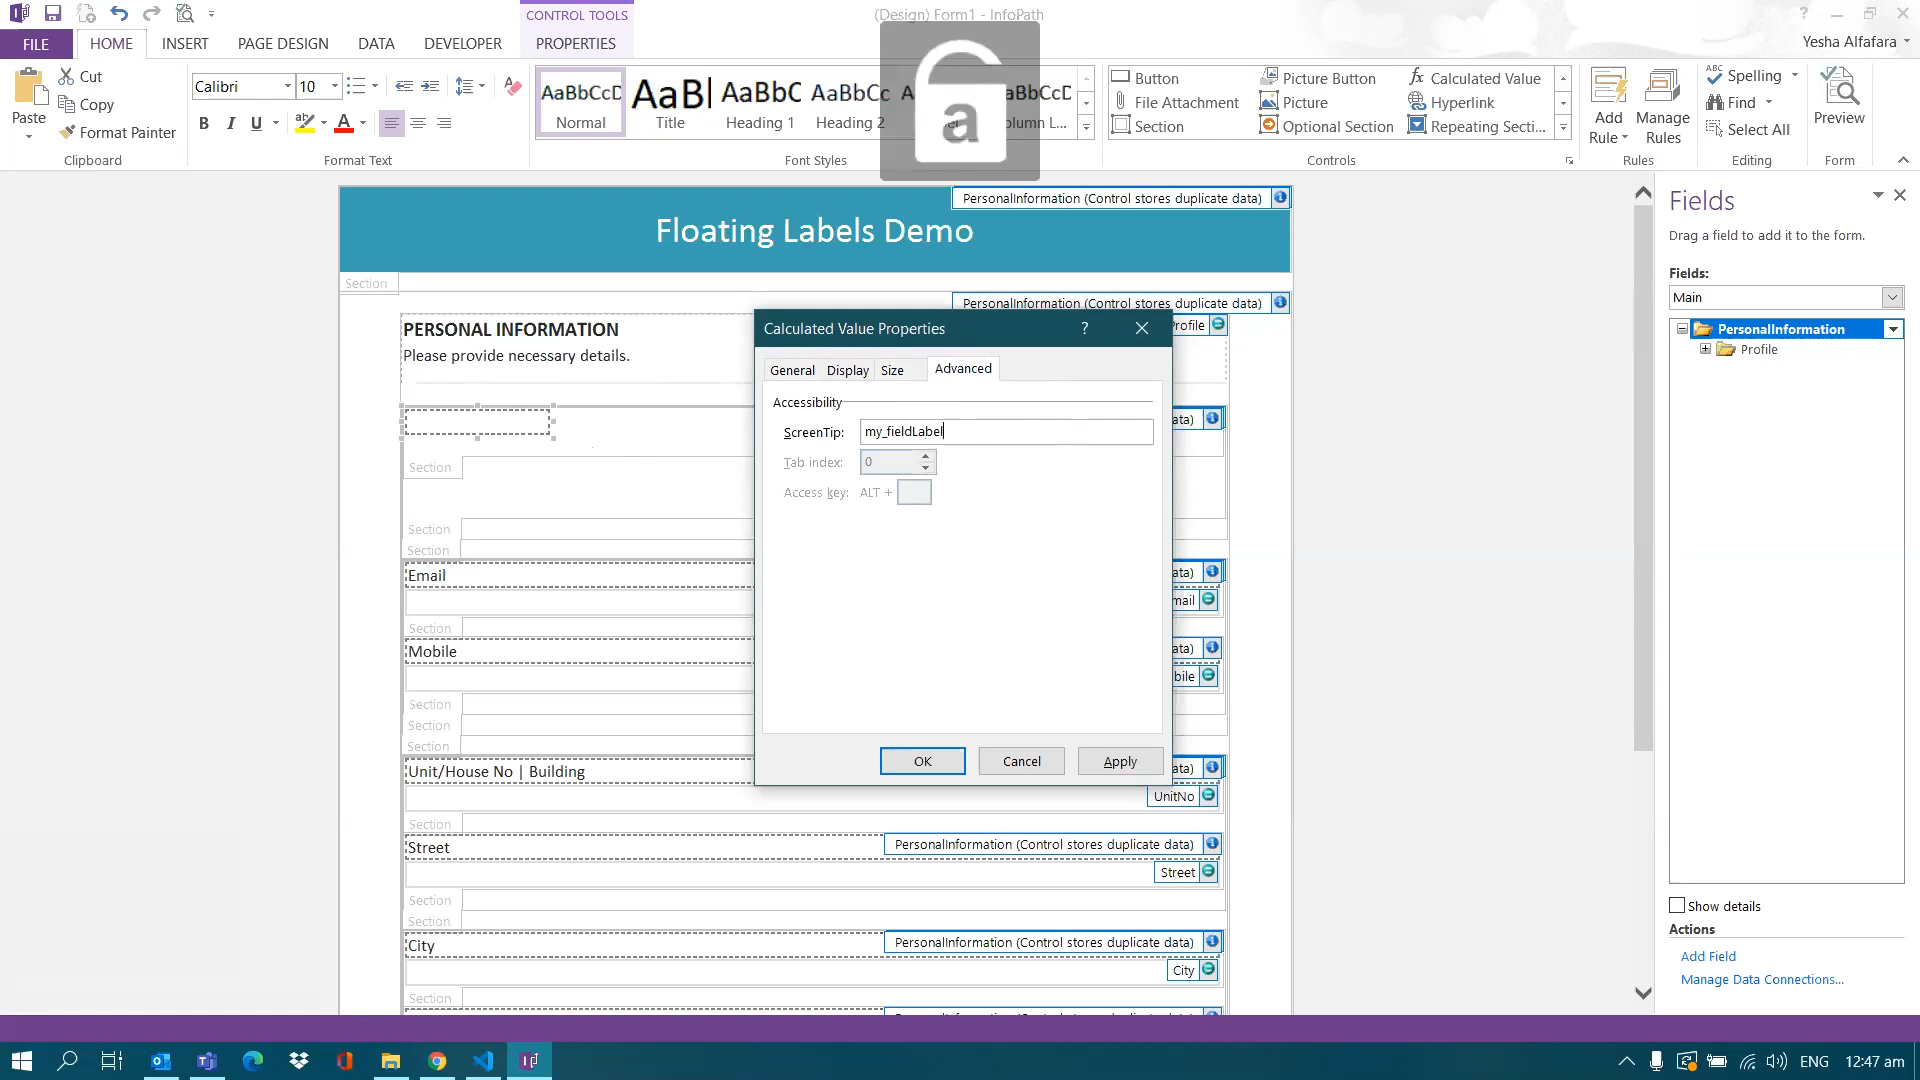 CONTROL TOOLS
(Design) Form1 - InfoPath
?
FILE
HOME
INSERT
PAGE DESIGN
DATA
DEVELOPER
PROPERTIES
Yesha Alfafara
Paste
Cut
Copy
Format Painter
Clipboard
Calibri
10
B
I
U
Format Text
AaBbCcD
Normal
Title
AaBbC
Heading 1
AaBbCc
Heading 2
Font Styles
a
Button
File Attachment
Section
Picture Button
Picture
Optional Section
Calculated Value
Hyperlink
Repeating Secti...
Controls
Add
Rule
Manage
Rules
Rules
Spelling
Find
Select All
Editing
Preview
Form
PersonalInformation (Control stores duplicate data)
Floating Labels Demo
Section
PersonalInformation (Control stores duplicate data)
PERSONAL INFORMATION
Please provide necessary details.
Section
Section
Section
Email
Section
Mobile
Section
Section
Section
Unit/House No | Building
UnitNo
Section
Street
PersonalInformation (Control stores duplicate data)
Street
Section
Section
City
PersonalInformation (Control stores duplicate data)
City
Section
Calculated Value Properties
?
General
Display
Size
Advanced
Accessibility
ScreenTip:
my_fieldLabel
Tab index:
0
Access key:
ALT +
OK
Cancel
Apply
Fields
Drag a field to add it to the form.
Fields:
Main
PersonalInformation
Profile
Show details
Actions
Add Field
Manage Data Connections...
ENG
12:47 am